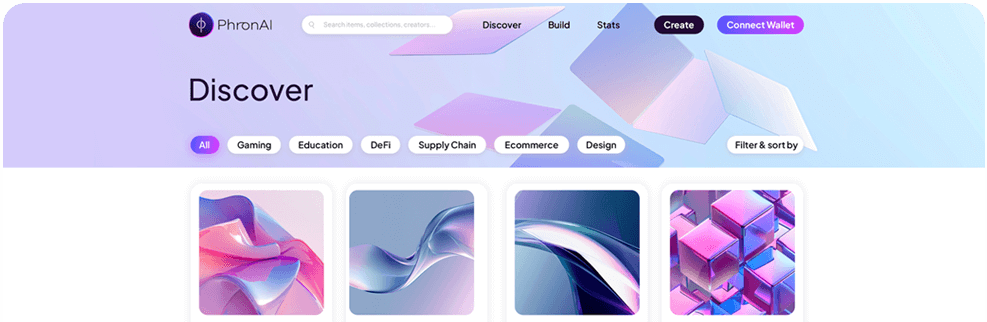 PhronAI
Search items, collections, creators...
Discover
Build
Stats
Create
Connect Wallet
Discover
All
Gaming
Education
DeFi
Supply Chain
Ecommerce
Design
Filter & sort by